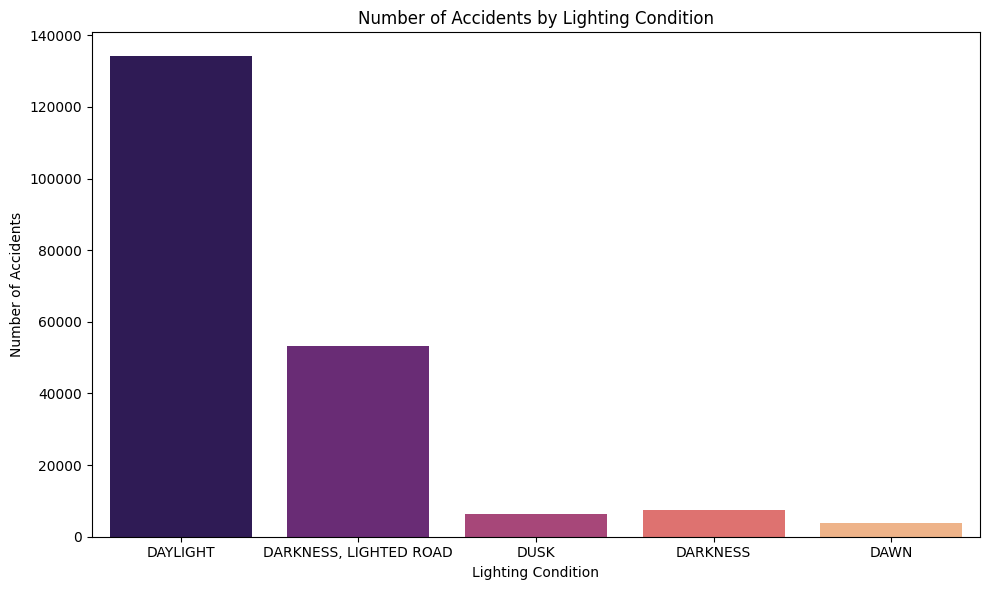 Number of Accidents by Lighting Condition
140000
120000
100000
80000
60000
40000
20000
0
Number of Accidents
DAYLIGHT
DARKNESS, LIGHTED ROAD
DUSK
DARKNESS
DAWN
Lighting Condition